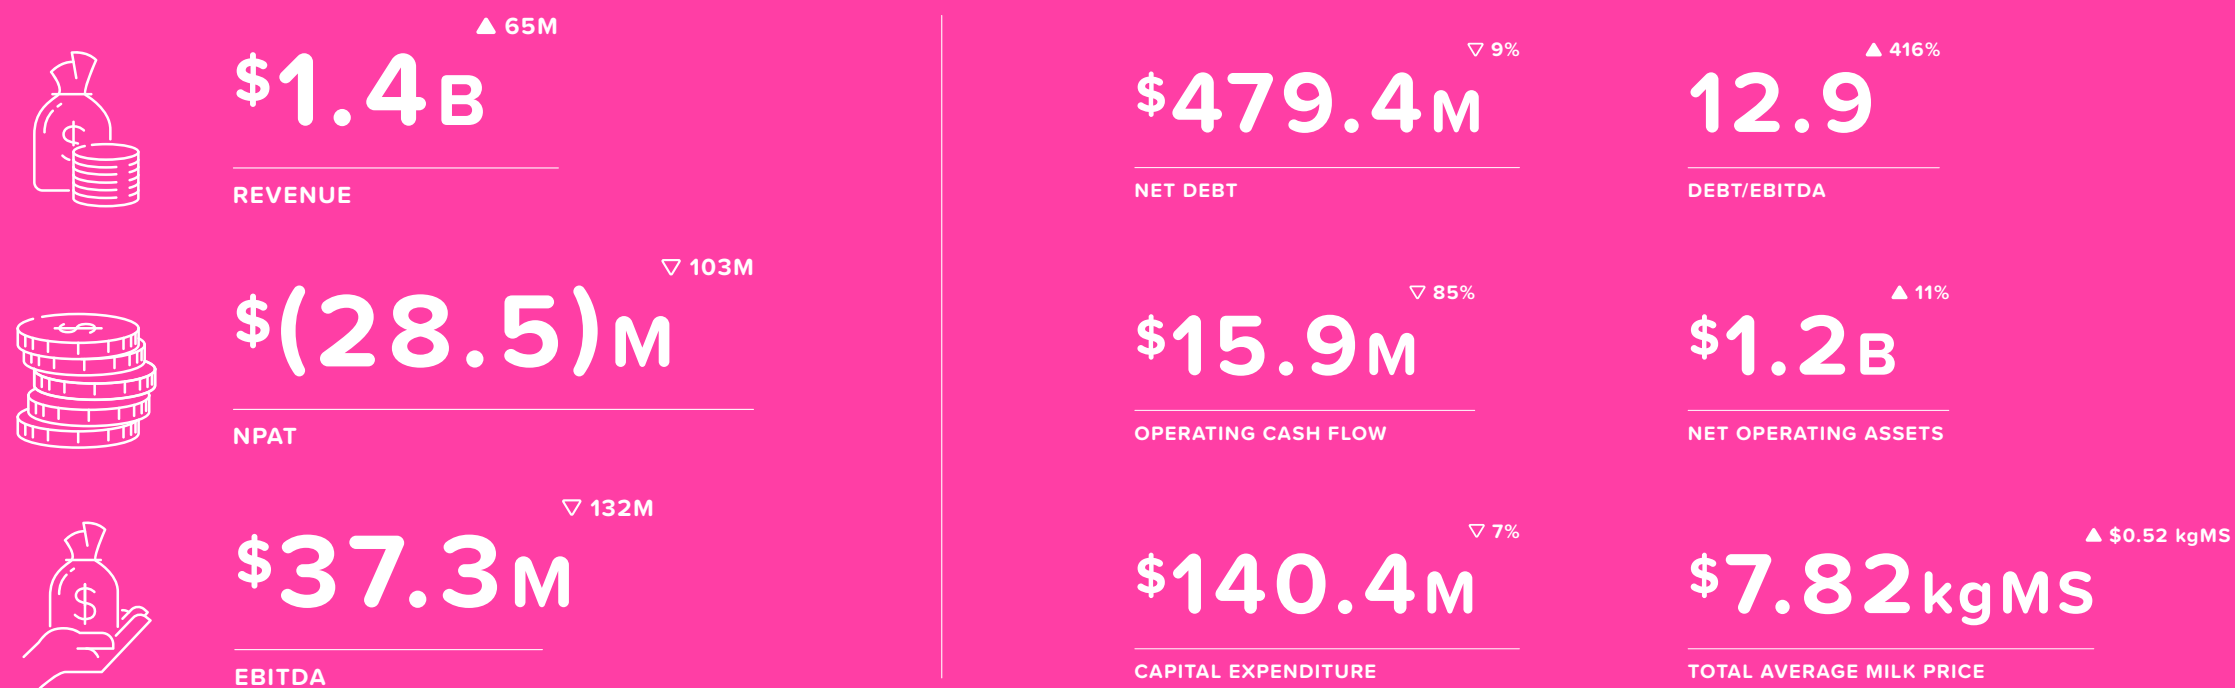 ▲ 65M
$1.4B
REVENUE
▽ 103M
$(28.5)M
NPAT
▽ 132M
$37.3M
EBITDA
▽ 9%
$479.4M
NET DEBT
▲ 416%
12.9
DEBT/EBITDA
▽ 85%
$15.9M
OPERATING CASH FLOW
▲ 11%
$1.2B
NET OPERATING ASSETS
▽ 7%
$140.4M
CAPITAL EXPENDITURE
▲ $0.52 kgMS
$7.82kgMS
TOTAL AVERAGE MILK PRICE